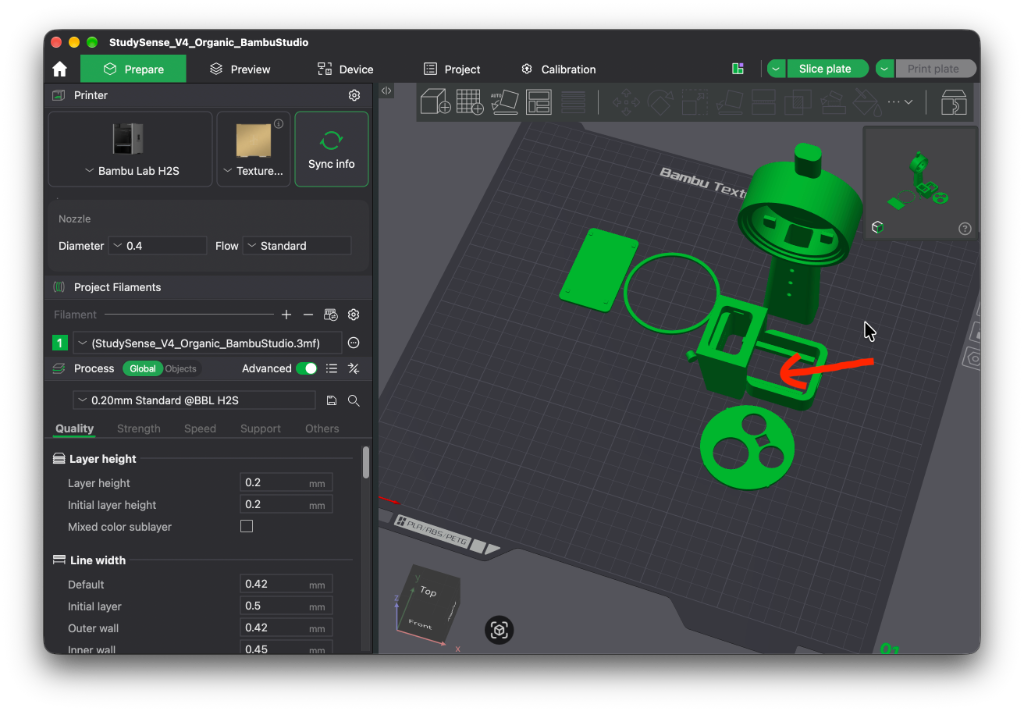 StudySense_V4_Organic_BambuStudio
Prepare
Preview
Device
Project
Calibration
Slice plate
Print plate
Printer
Bambu Lab H2S
Texture...
Sync info
Nozzle
Diameter
0.4
Flow
Standard
Project Filaments
Filament
1
(StudySense_V4_Organic_BambuStudio.3mf)
Process
Global
Objects
Advanced
0.20mm Standard @BBL H2S
Quality
Strength
Speed
Support
Others
Layer height
Layer height
0.2
mm
Initial layer height
0.2
mm
Mixed color sublayer
Line width
Default
0.42
mm
Initial layer
0.5
mm
Outer wall
0.42
mm
Inner wall
0.45
mm
AUTO
Bambu Text
PLA/ABS/PETG
Top
Front
Y
Z
X
01